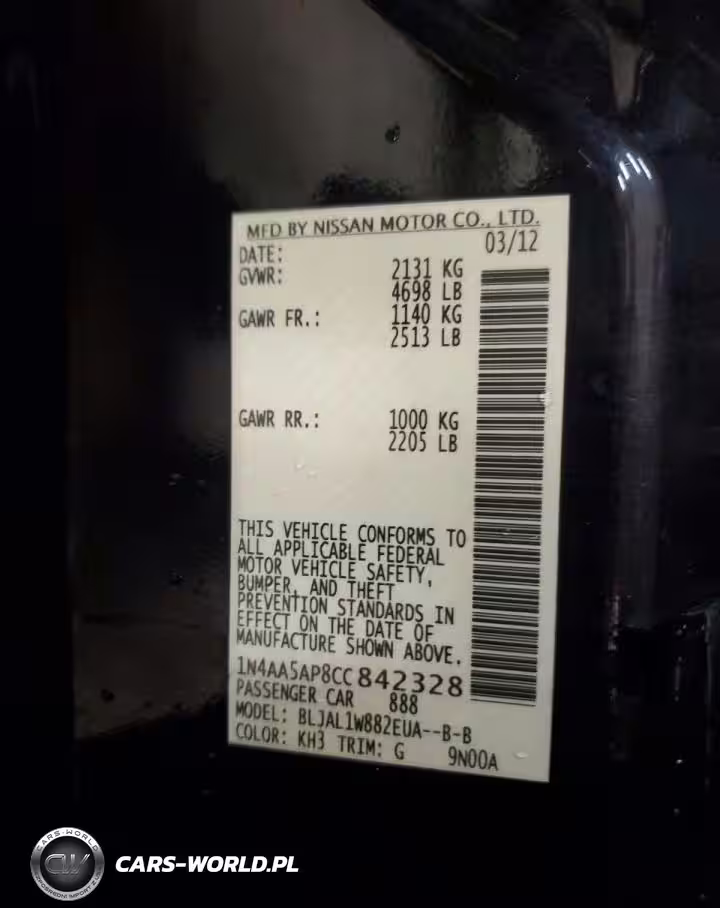 MFD BY NISSAN MOTOR CO., LTD.
DATE: 03/12
GVWR: 2131 KG
4698 LB
GAWR FR.: 1140 KG
2513 LB
GAWR RR.: 1000 KG
2205 LB
THIS VEHICLE CONFORMS TO
ALL APPLICABLE FEDERAL
MOTOR VEHICLE SAFETY,
BUMPER, AND THEFT
PREVENTION STANDARDS IN
EFFECT ON THE DATE OF
MANUFACTURE SHOWN ABOVE.
1N4AA5AP8CC842328
PASSENGER CAR 888
MODEL: BLJAL1W882EUA--B-B
COLOR: KH3 TRIM: G 9N00A
CARS-WORLD
CW
CARS-WORLD.PL